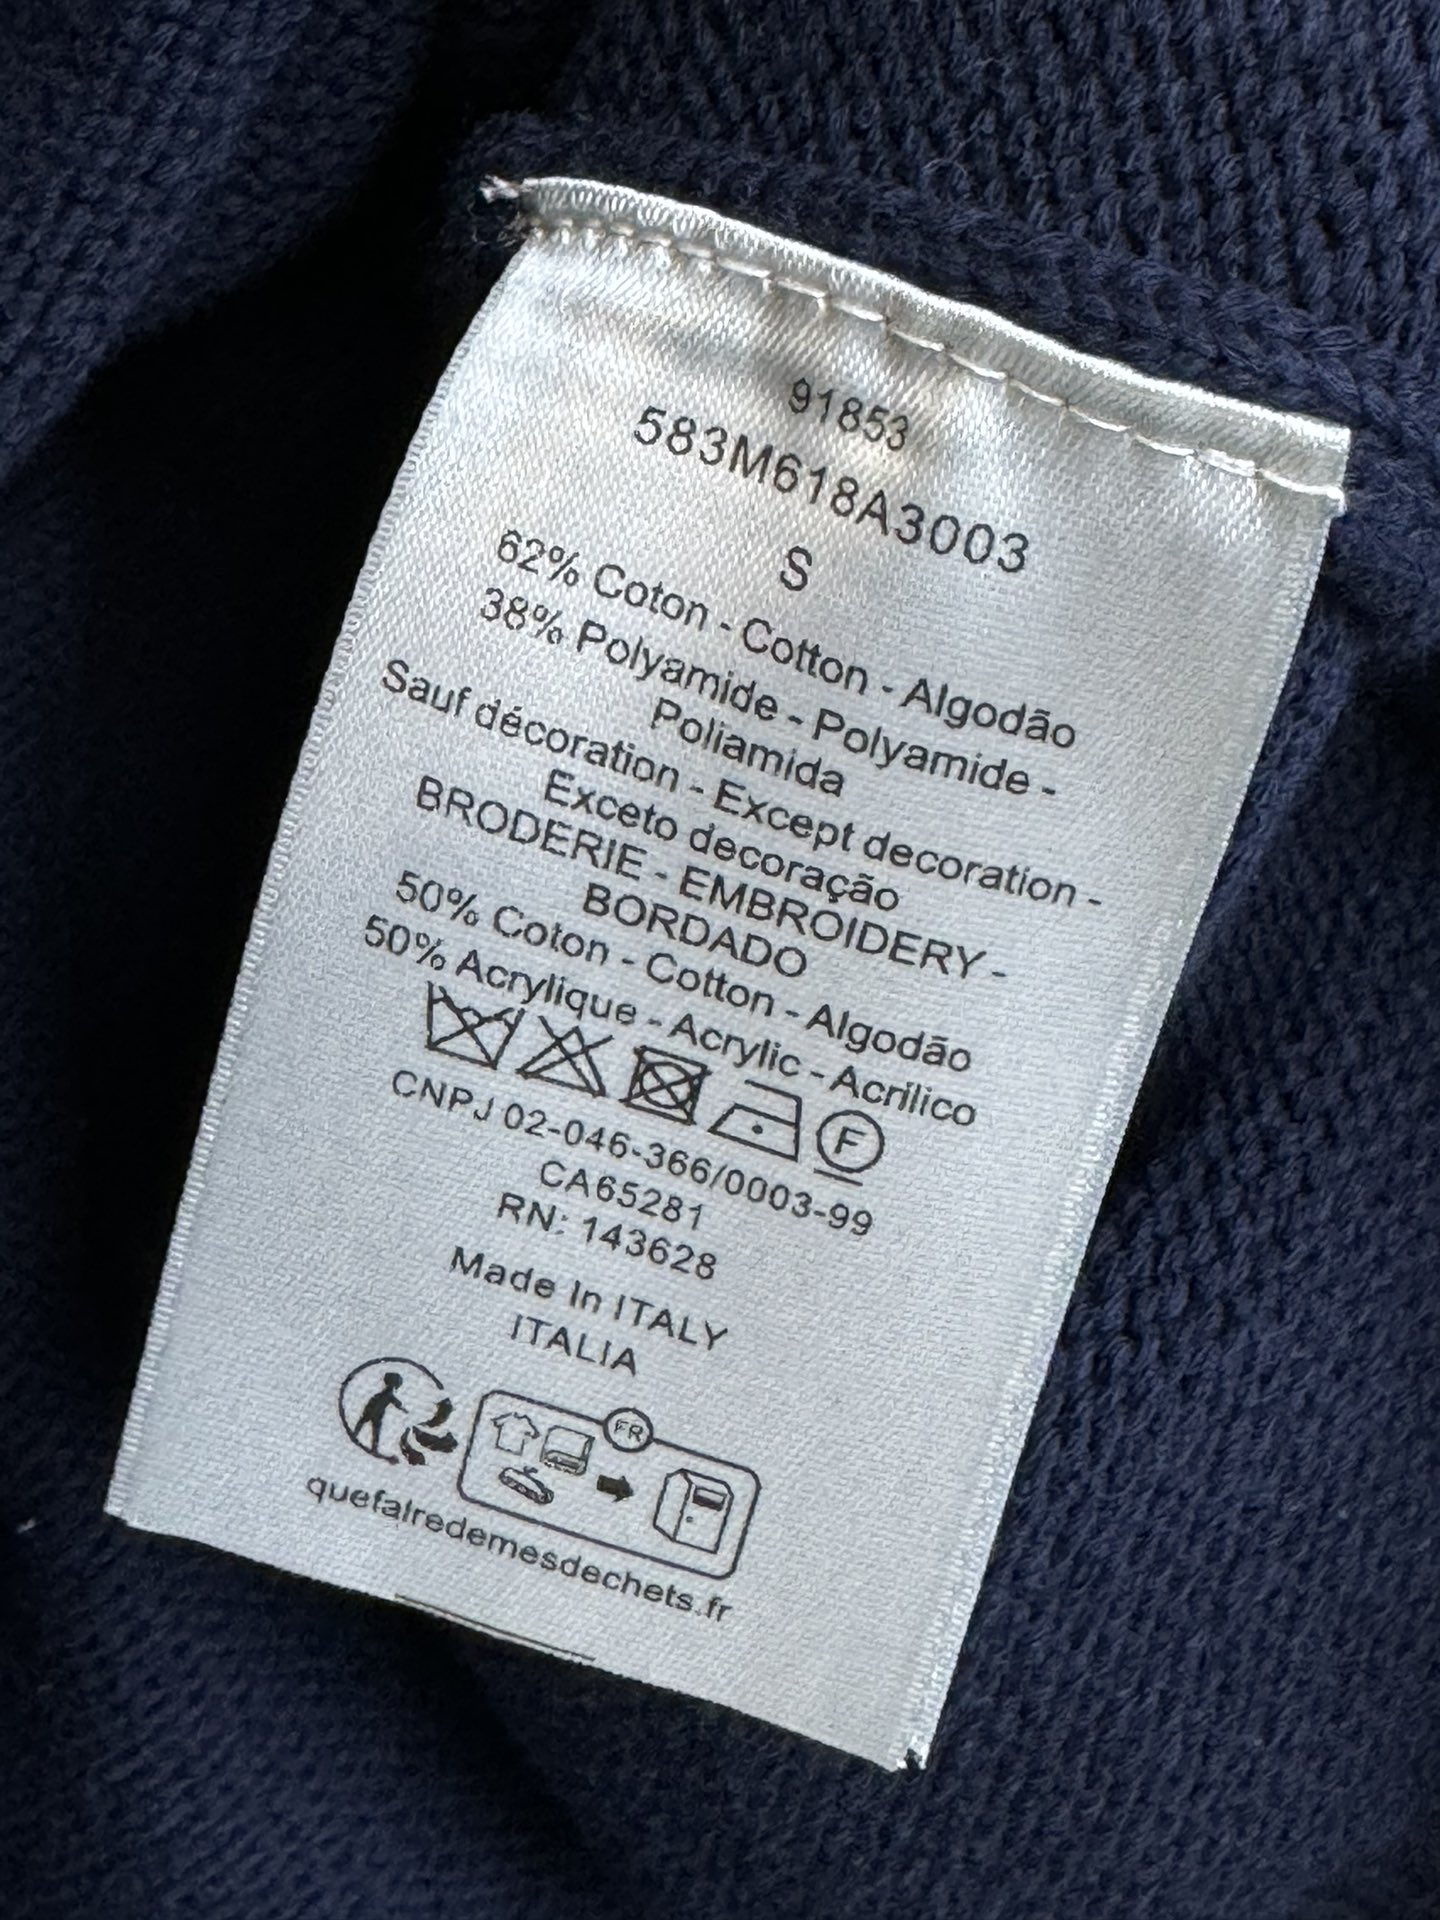 91853
583M618A3003
S
62% Coton - Cotton - Algodão
38% Polyamide - Polyamide -
Poliamida
Sauf décoration - Except decoration -
Exceto decoração
BRODERIE - EMBROIDERY -
BORDADO
50% Coton - Cotton - Algodão
50% Acrylique - Acrylic - Acrílico
F
CNPJ 02-046-366/0003-99
CA65281
RN: 143628
Made In ITALY
ITALIA
FR
quefairedemesdechets.fr